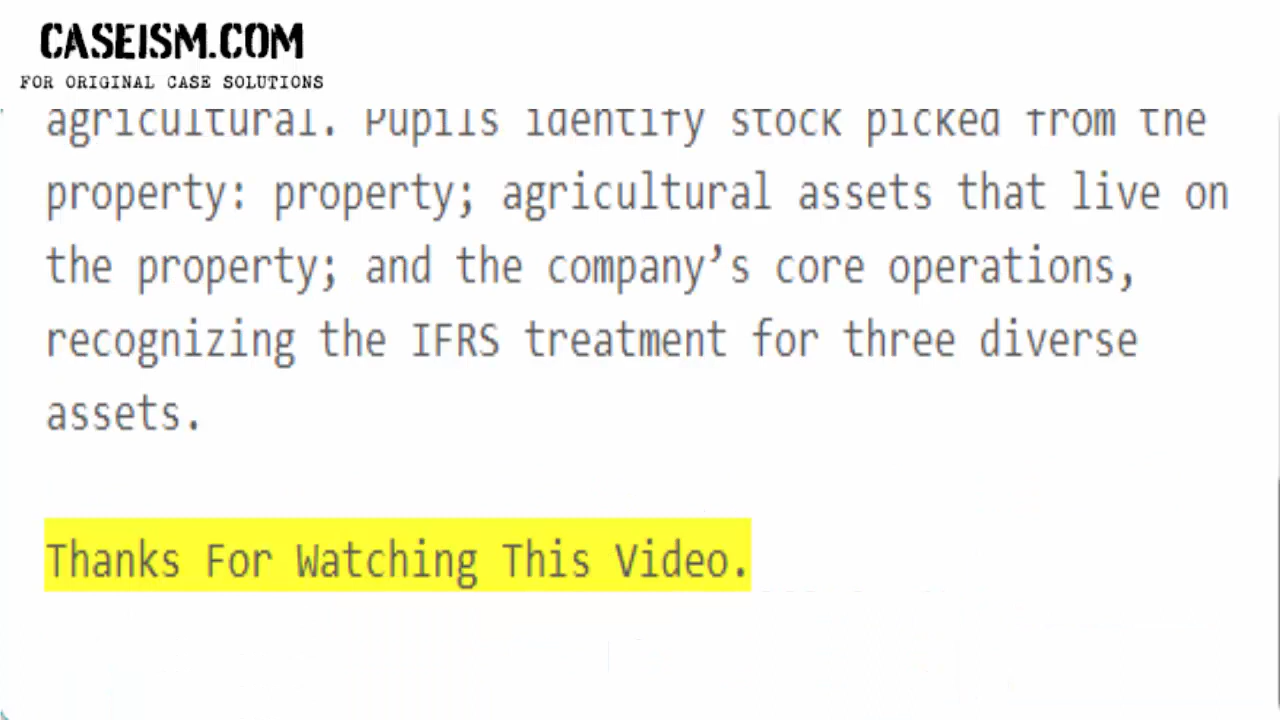 CASEISM.COM
FOR ORIGINAL CASE SOLUTIONS
agricultural. Pupils identify stock picked from the
property: property; agricultural assets that live on
the property; and the company’s core operations,
recognizing the IFRS treatment for three diverse
assets.
Thanks For Watching This Video.